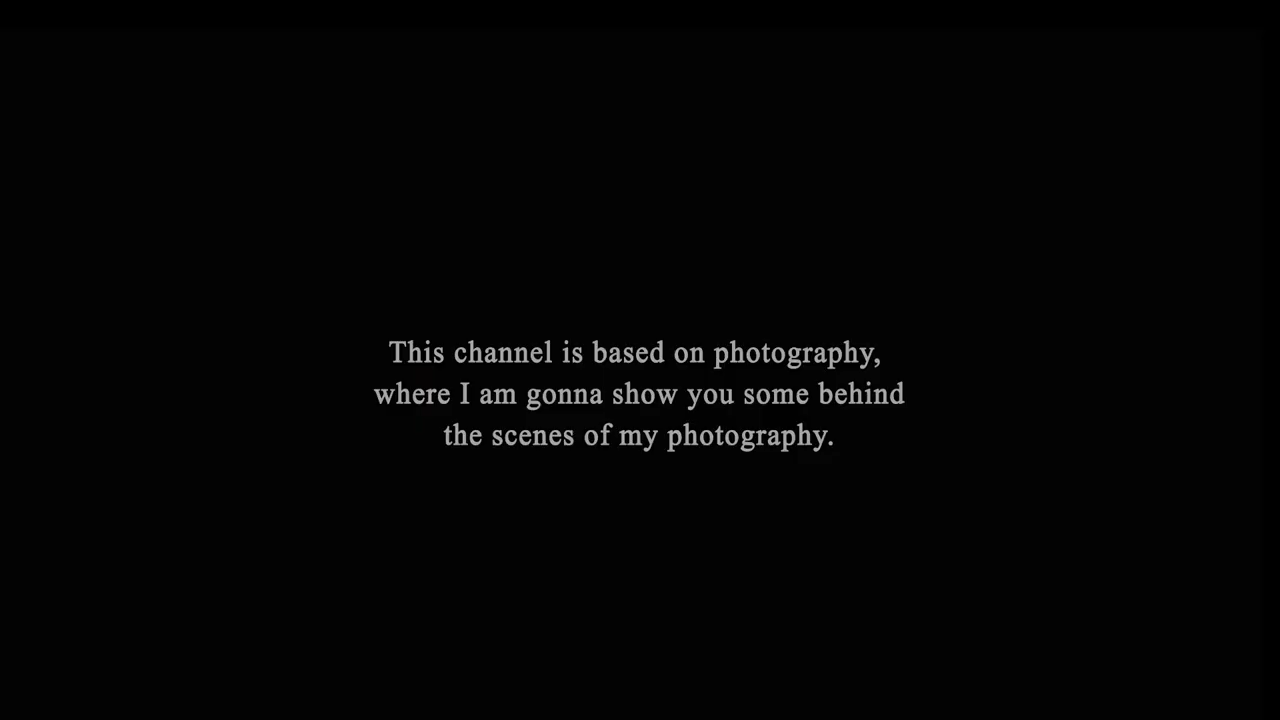 This channel is based on photography,
where I am gonna show you some behind
the scenes of my photography.